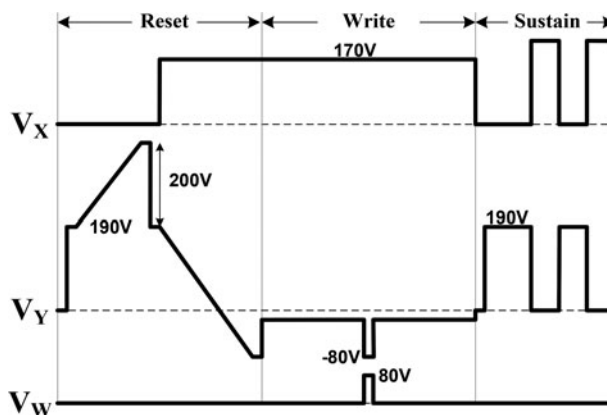 Reset Write Sustain
170V
VX
200V
190V 190V
VY
-80V
80V
VW